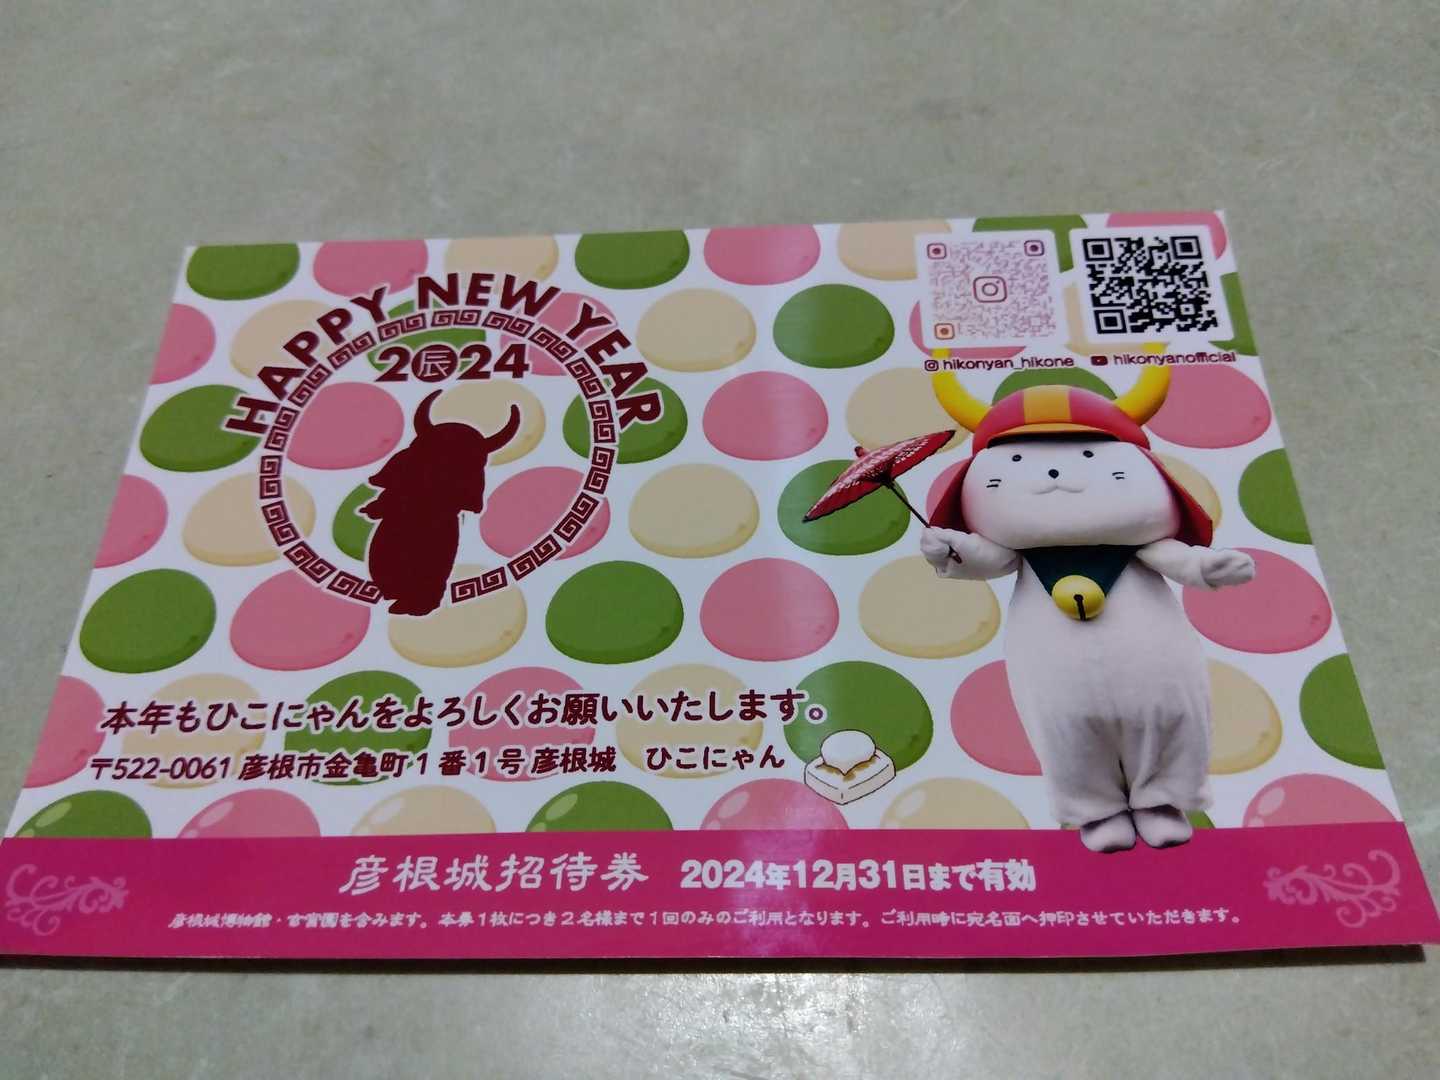 HAPPY NEW YEAR
2辰24
hikonyan_hikone
hikonyanofficial
本年もひこにゃんをよろしくお願いいたします。
〒522-0061 彦根市金亀町1番1号 彦根城 ひこにゃん
彦根城招待券 2024年12月31日まで有効
彦根城博物館・玄宮園を含みます。本券1枚につき2名様まで1回のみのご利用となります。ご利用時に宛名面へ押印させていただきます。